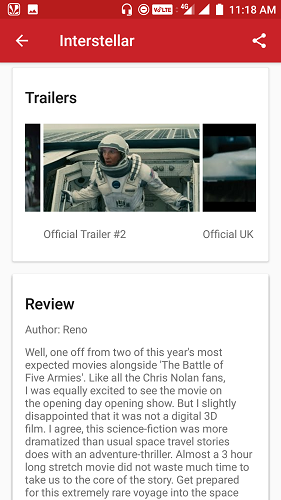 4G
VoLTE
11:18 AM
Interstellar
Trailers
Official Trailer #2
Official UK
Review
Author: Reno
Well, one off from two of this year's most
expected movies alongside 'The Battle of
Five Armies'. Like all the Chris Nolan fans,
I was equally excited to see the movie on
the opening day opening show. But I slightly
disappointed that it was not a digital 3D
film. I agree, this science-fiction was more
dramatized than usual space travel stories
does with an adventure-thriller. Almost a 3 hour
long stretch movie did not waste much time to
take us to the core of the story. Get prepared
for this extremely rare voyage into the space